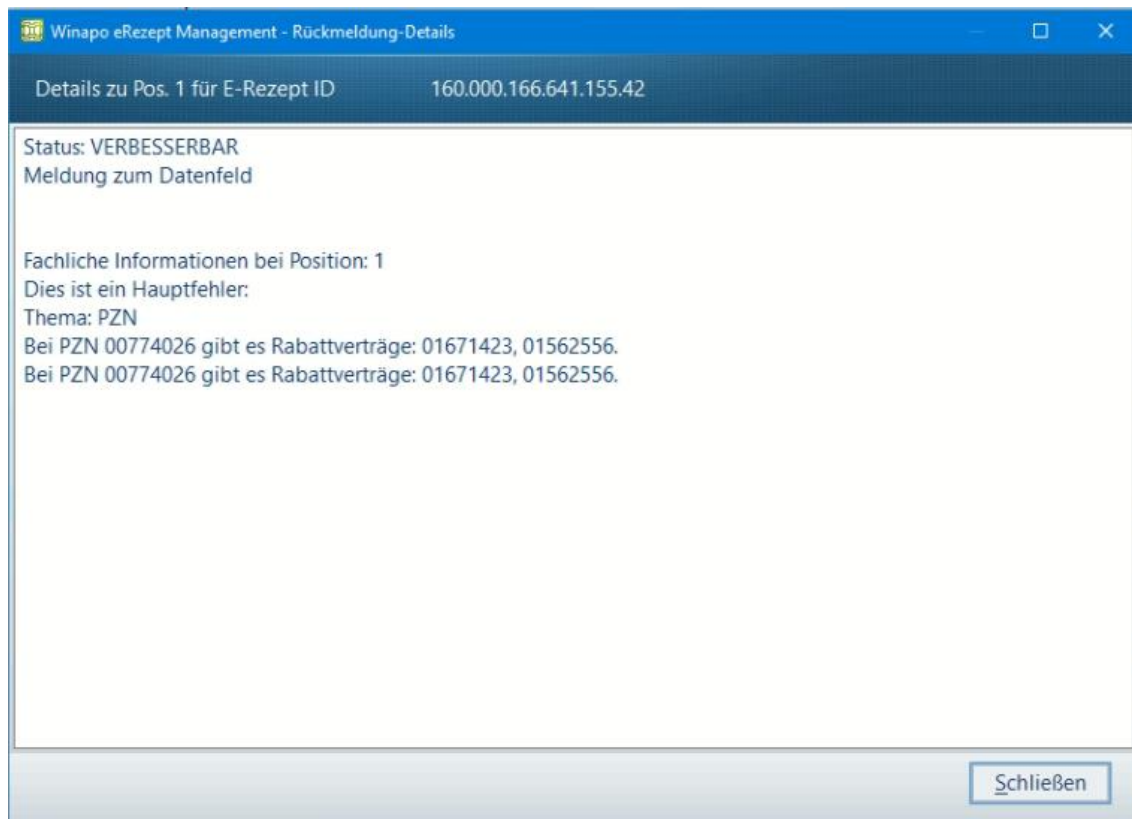 Winapo eRezept Management - Rückmeldung-Details
Details zu Pos. 1 für E-Rezept ID 160.000.166.641.155.42
Status: VERBESSERBAR
Meldung zum Datenfeld
Fachliche Informationen bei Position: 1
Dies ist ein Hauptfehler:
Thema: PZN
Bei PZN 00774026 gibt es Rabattverträge: 01671423, 01562556.
Bei PZN 00774026 gibt es Rabattverträge: 01671423, 01562556.
Schließen